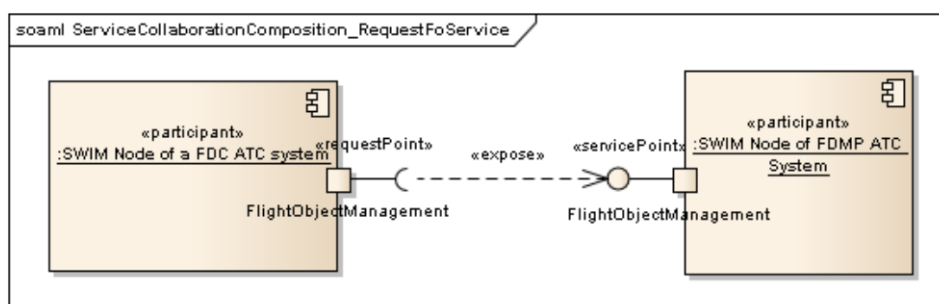 soaml ServiceCollaborationComposition_RequestFoService
«participant»
:SWIM Node of a FDC ATC system
«requestPoint»
FlightObjectManagement
«expose»
«servicePoint»
FlightObjectManagement
«participant»
:SWIM Node of FDMP ATC
System